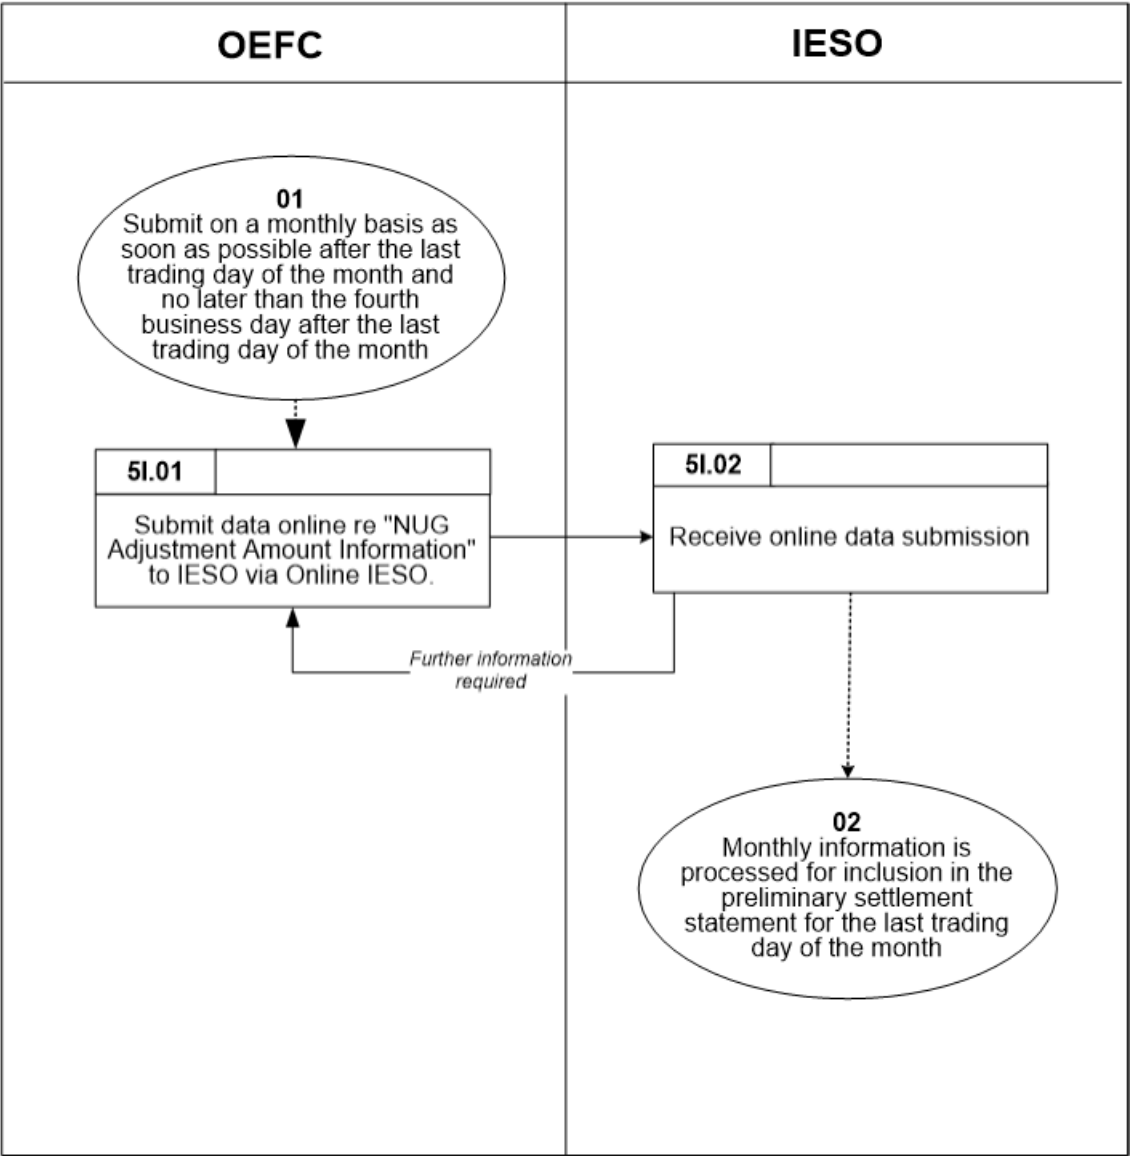 OEFC
IESO
01
Submit on a monthly basis as
soon as possible after the last
trading day of the month and
no later than the fourth
business day after the last
trading day of the month
5I.01
Submit data online re "NUG
Adjustment Amount Information"
to IESO via Online IESO.
5I.02
Receive online data submission
Further information
required
02
Monthly information is
processed for inclusion in the
preliminary settlement
statement for the last trading
day of the month